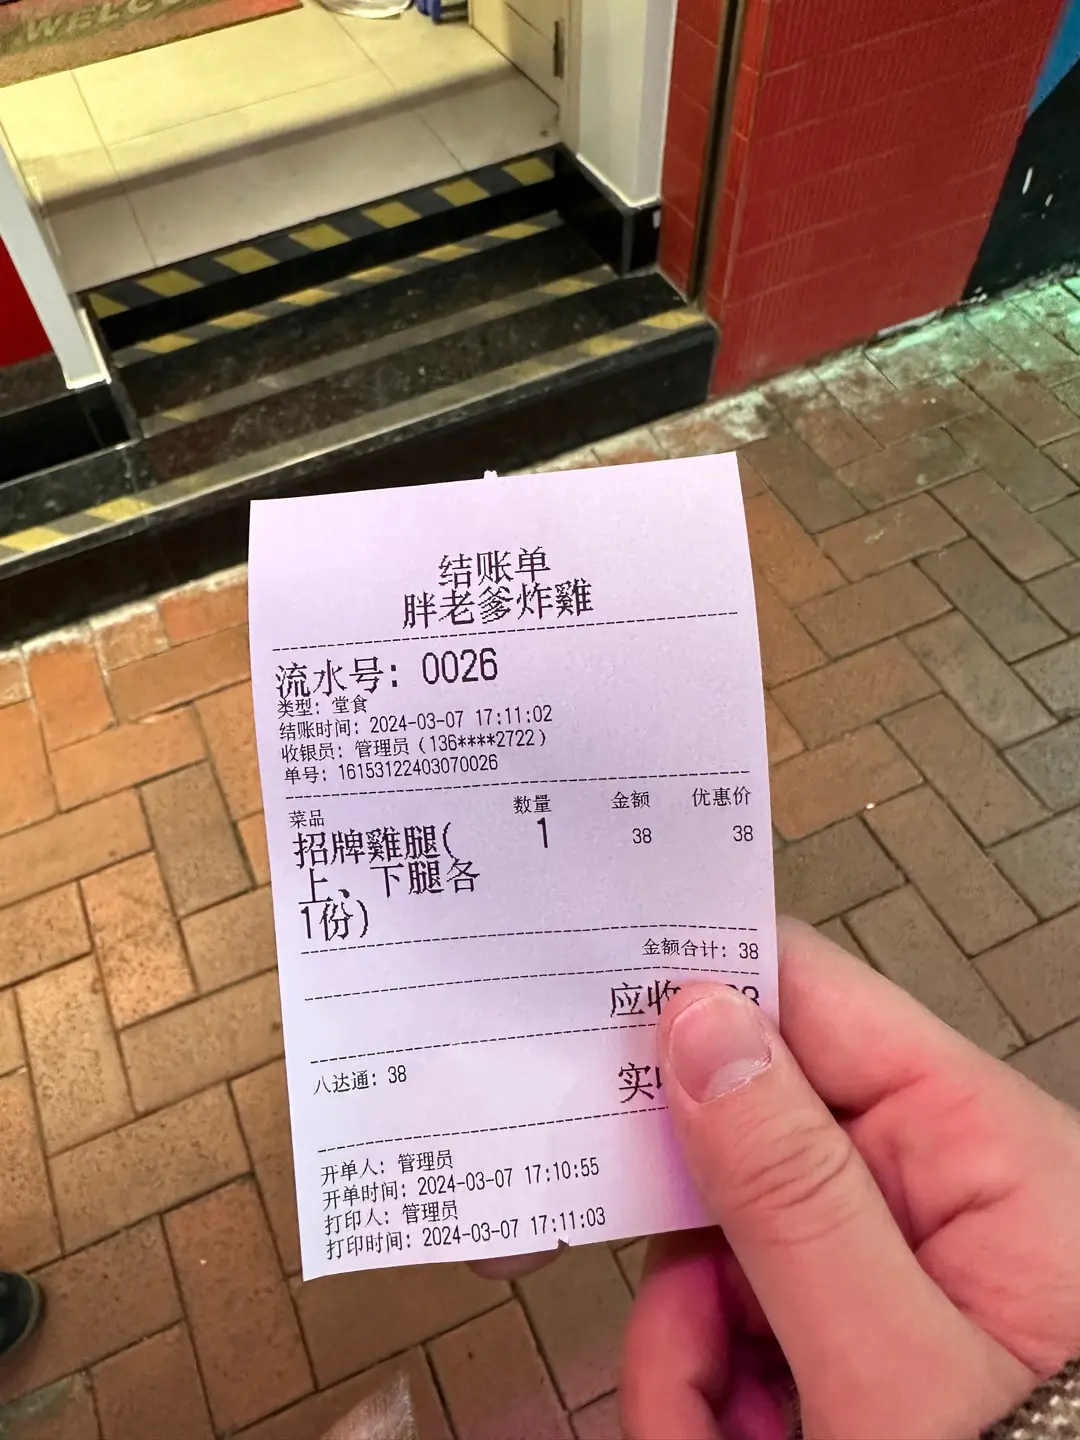 WELCO
结账单
胖老爹炸雞
流水号: 0026
类型: 堂食
结账时间: 2024-03-07 17:11:02
收银员: 管理员(136****2722)
单号: 16153122403070026
菜品 数量 金额 优惠价
招牌雞腿( 1 38 38
上、下腿各
1份)
金额合计: 38
应收
八达通: 38
实
开单人: 管理员
开单时间: 2024-03-07 17:10:55
打印人: 管理员
打印时间: 2024-03-07 17:11:03